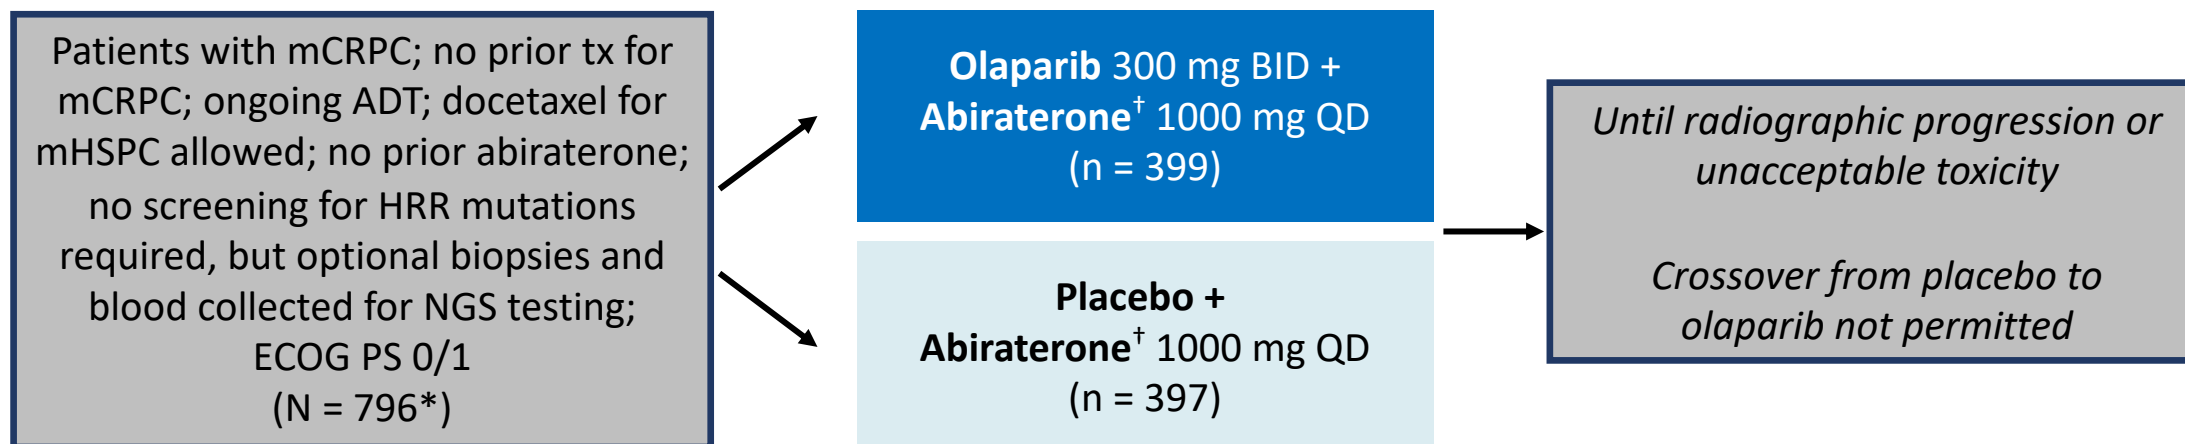 Patients with mCRPC; no prior tx for
mCRPC; ongoing ADT; docetaxel for
mHSPC allowed; no prior abiraterone;
no screening for HRR mutations
required, but optional biopsies and
blood collected for NGS testing;
ECOG PS 0/1
(N = 796*)
Olaparib 300 mg BID +
Abiraterone† 1000 mg QD
(n = 399)
Placebo +
Abiraterone† 1000 mg QD
(n = 397)
Until radiographic progression or
unacceptable toxicity
Crossover from placebo to
olaparib not permitted